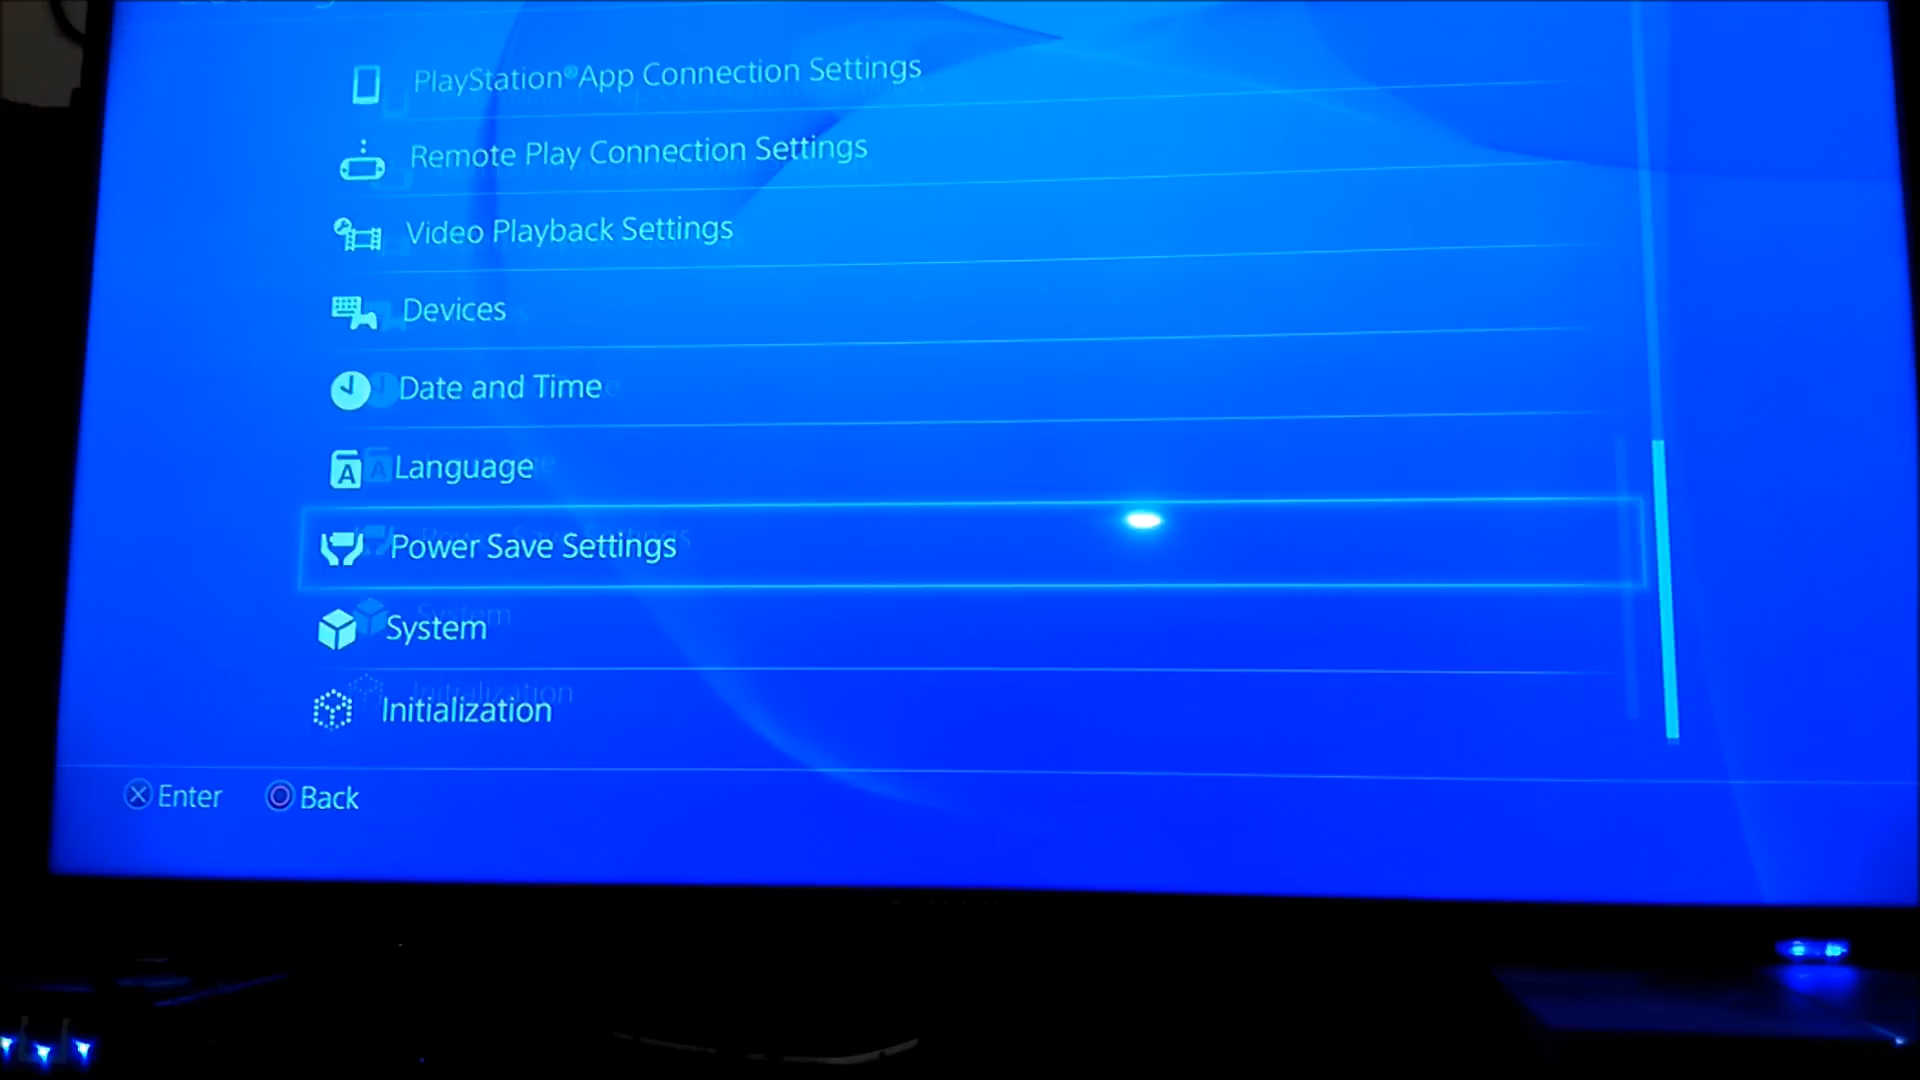 PlayStation®App Connection Settings
Remote Play Connection Settings
Video Playback Settings
Devices
Date and Time
Language
Power Save Settings
System
Initialization
Enter
Back